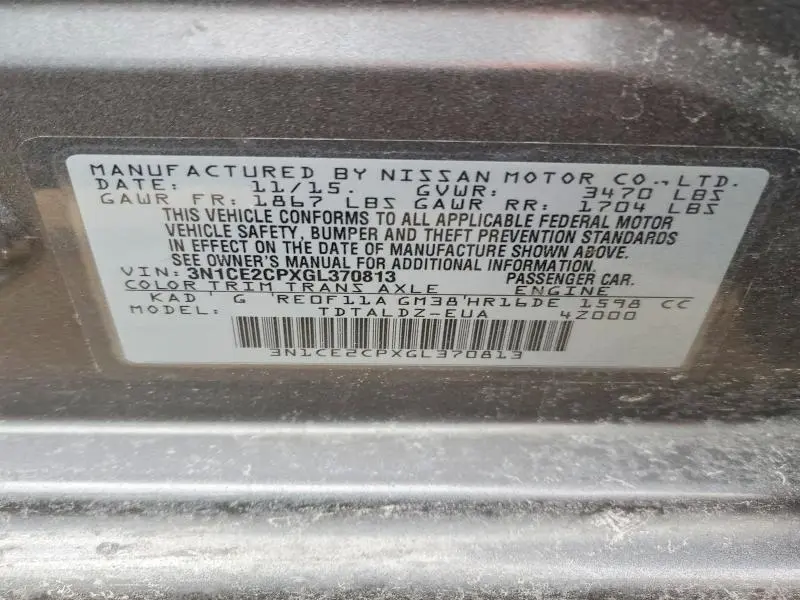 MANUFACTURED BY NISSAN MOTOR CO., LTD.
DATE: 11/15. GVWR: 3470 LBS
GAWR FR: 1867 LBS GAWR RR: 1704 LBS
THIS VEHICLE CONFORMS TO ALL APPLICABLE FEDERAL MOTOR
VEHICLE SAFETY, BUMPER AND THEFT PREVENTION STANDARDS
IN EFFECT ON THE DATE OF MANUFACTURE SHOWN ABOVE.
SEE OWNER'S MANUAL FOR ADDITIONAL INFORMATION.
VIN: 3N1CE2CPXGL370813 PASSENGER CAR.
COLOR TRIM TRANS AXLE ENGINE
KAD ' G 'RE0F11A GM38'HR16DE 1598 CC
MODEL: TDTALDZ-EUA 4Z000
3N1CE2CPXGL370813